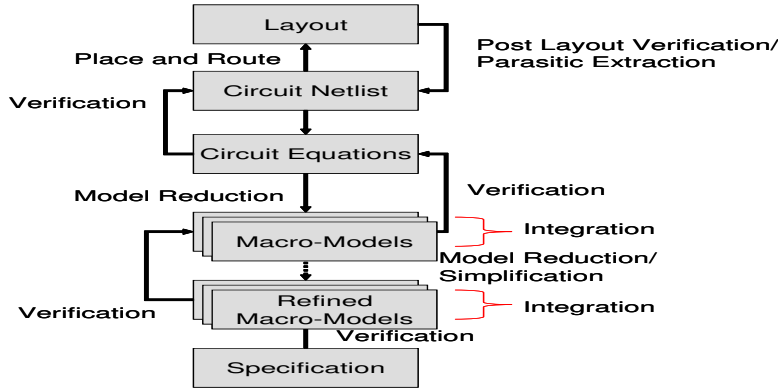 Layout
Place and Route
Post Layout Verification/
Parasitic Extraction
Circuit Netlist
Verification
Circuit Equations
Model Reduction
Verification
Integration
Macro-Models
Model Reduction/
Simplification
Refined
Macro-Models
Integration
Verification
Verification
Specification